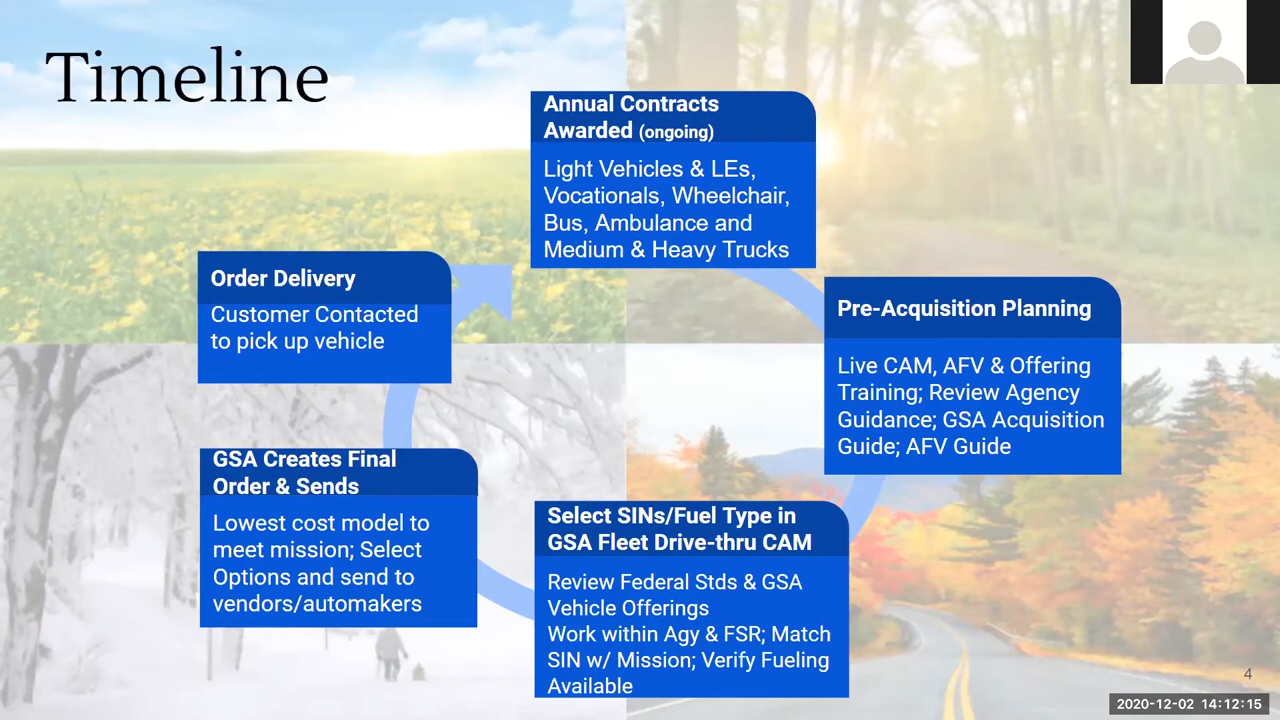 Timeline
Annual Contracts
Awarded (ongoing)
Light Vehicles & LEs,
Vocationals, Wheelchair,
Bus, Ambulance and
Medium & Heavy Trucks
Pre-Acquisition Planning
Live CAM, AFV & Offering
Training; Review Agency
Guidance; GSA Acquisition
Guide; AFV Guide
Select SINs/Fuel Type in
GSA Fleet Drive-thru CAM
Review Federal Stds & GSA
Vehicle Offerings
Work within Agy & FSR; Match
SIN w/ Mission; Verify Fueling
Available
GSA Creates Final
Order & Sends
Lowest cost model to
meet mission; Select
Options and send to
vendors/automakers
Order Delivery
Customer Contacted
to pick up vehicle
4
2020-12-02 14:12:15